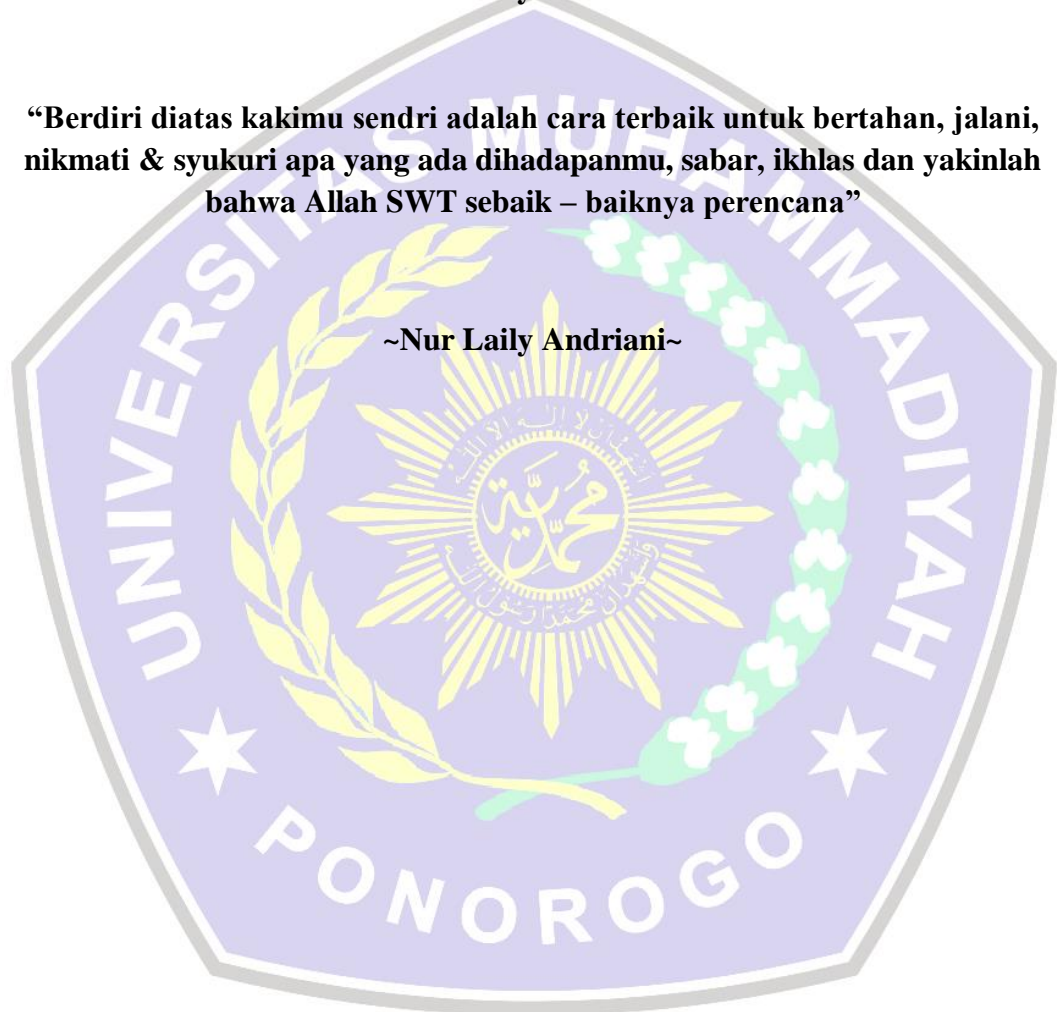 “Berdiri diatas kakimu sendri adalah cara terbaik untuk bertahan, jalani,
nikmati & syukuri apa yang ada dihadapanmu, sabar, ikhlas dan yakinlah
bahwa Allah SWT sebaik – baiknya perencana”
~Nur Laily Andriani~
UNIVERSITAS MUHAMMADIYAH
PONOROGO
محمدية